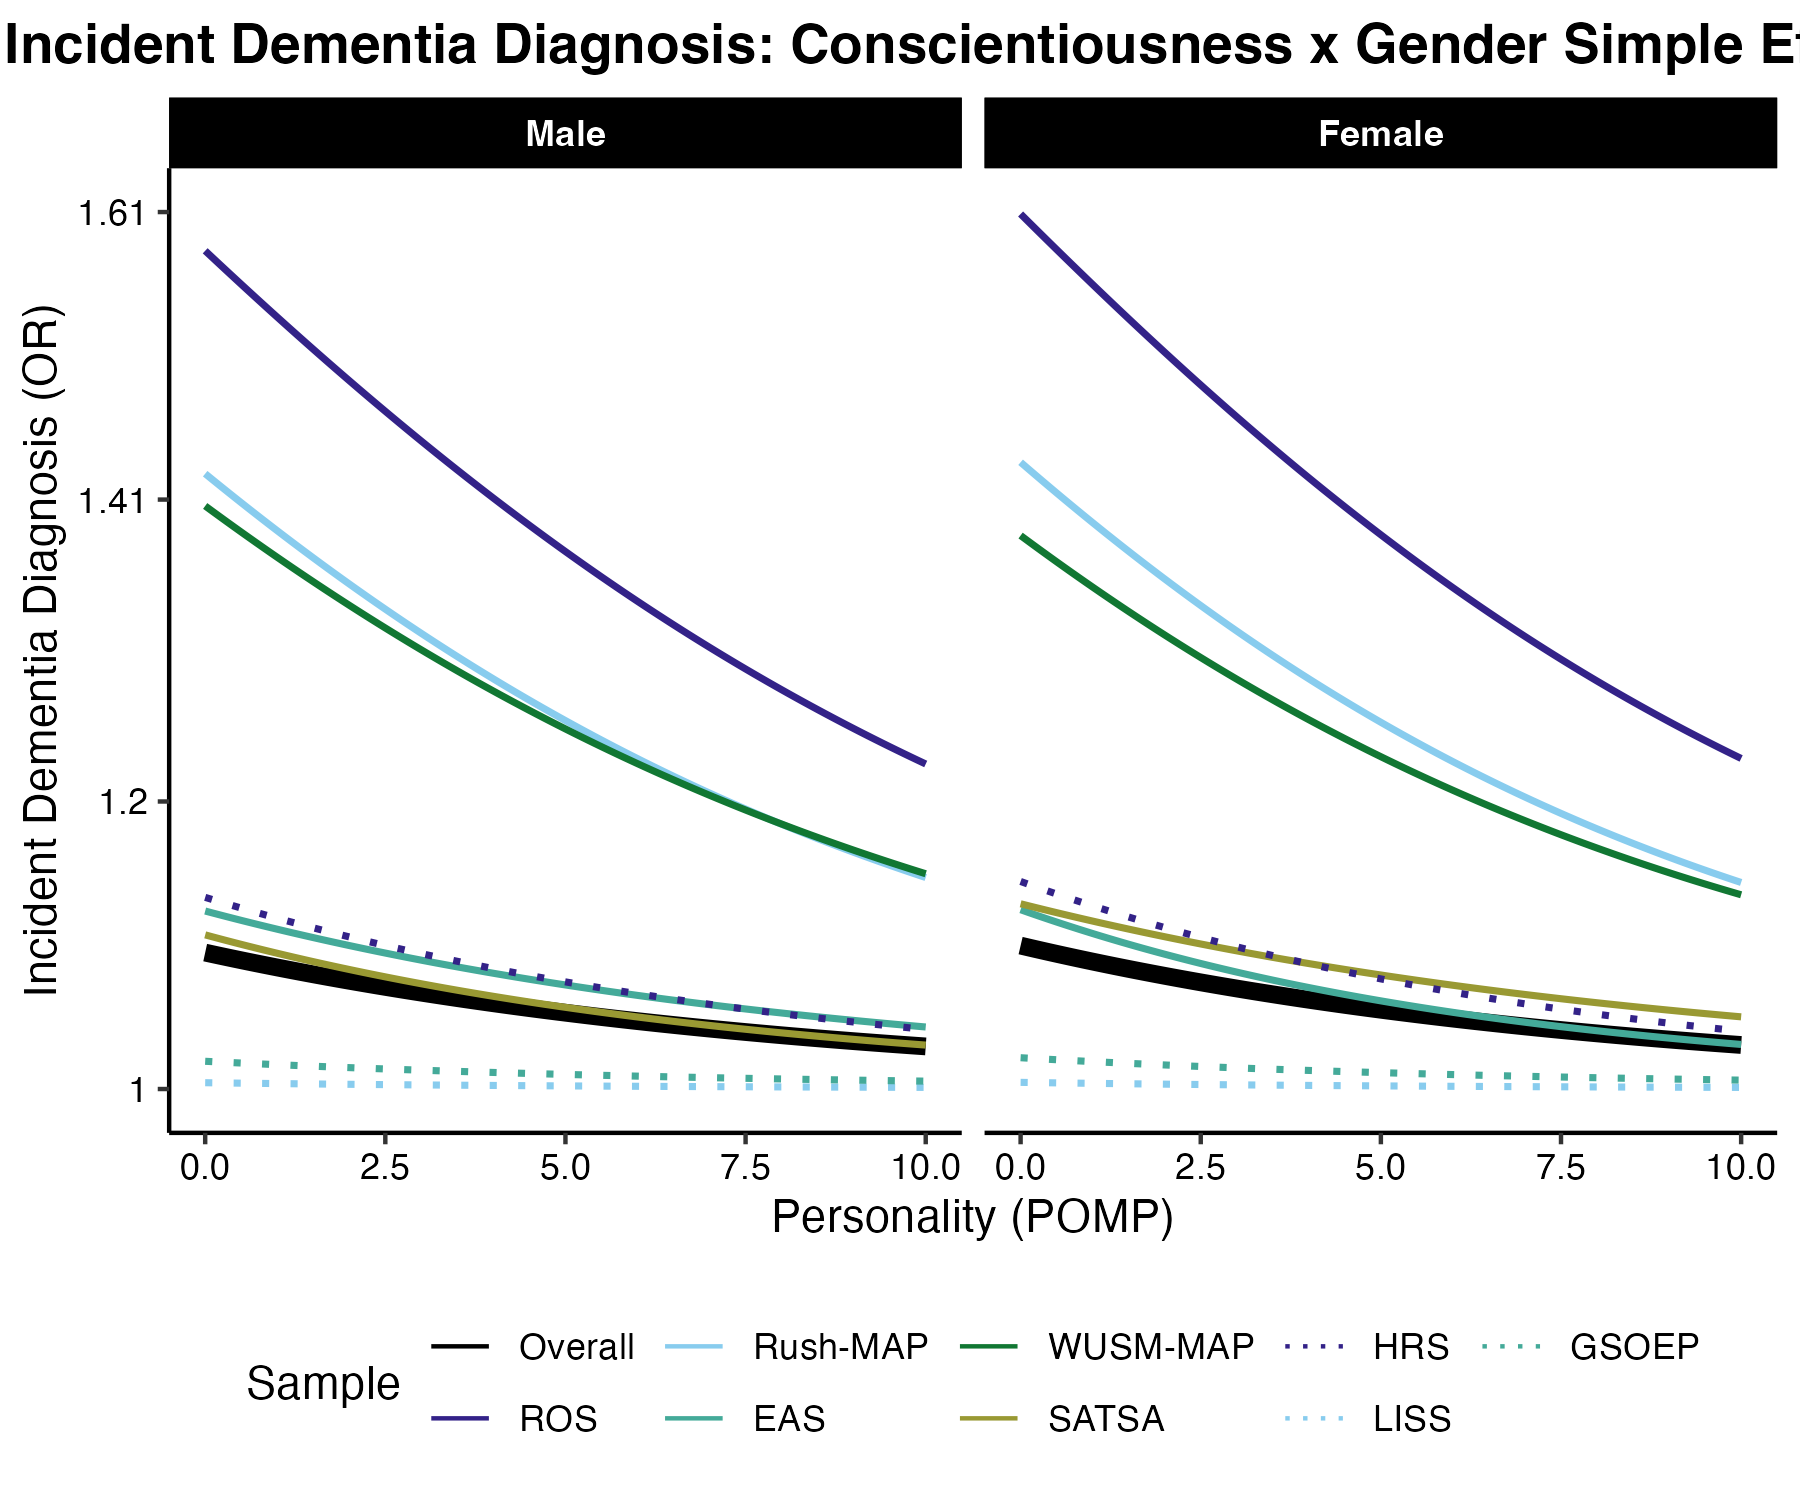 Incident Dementia Diagnosis: Conscientiousness x Gender Simple
Male Female
Incident Dementia Diagnosis (OR)
1.61
1.41
1.2
1
0.0 2.5 5.0 7.5 10.0 0.0 2.5 5.0 7.5 10.0
Personality (POMP)
Sample
Overall Rush-MAP WUSM-MAP HRS GSOEP
ROS EAS SATSA LISS